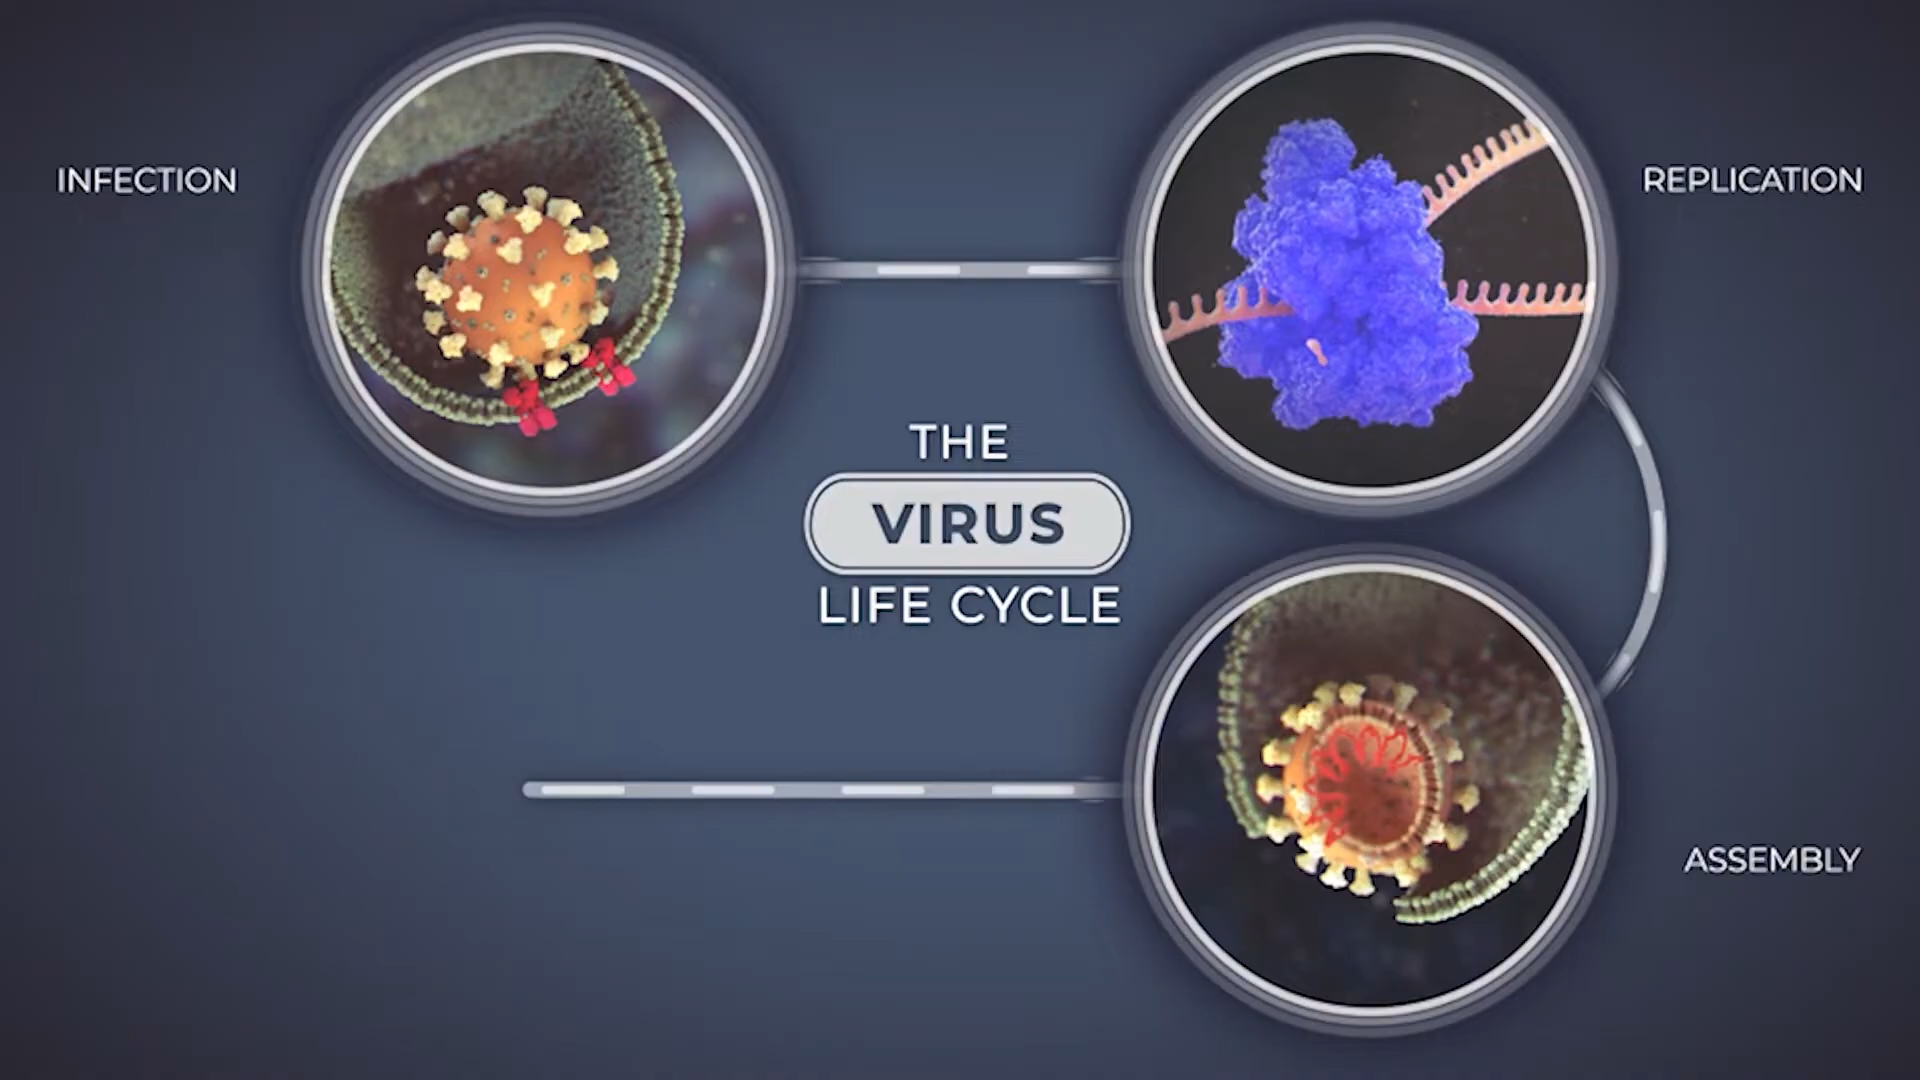 INFECTION
REPLICATION
THE
VIRUS
LIFE CYCLE
ASSEMBLY